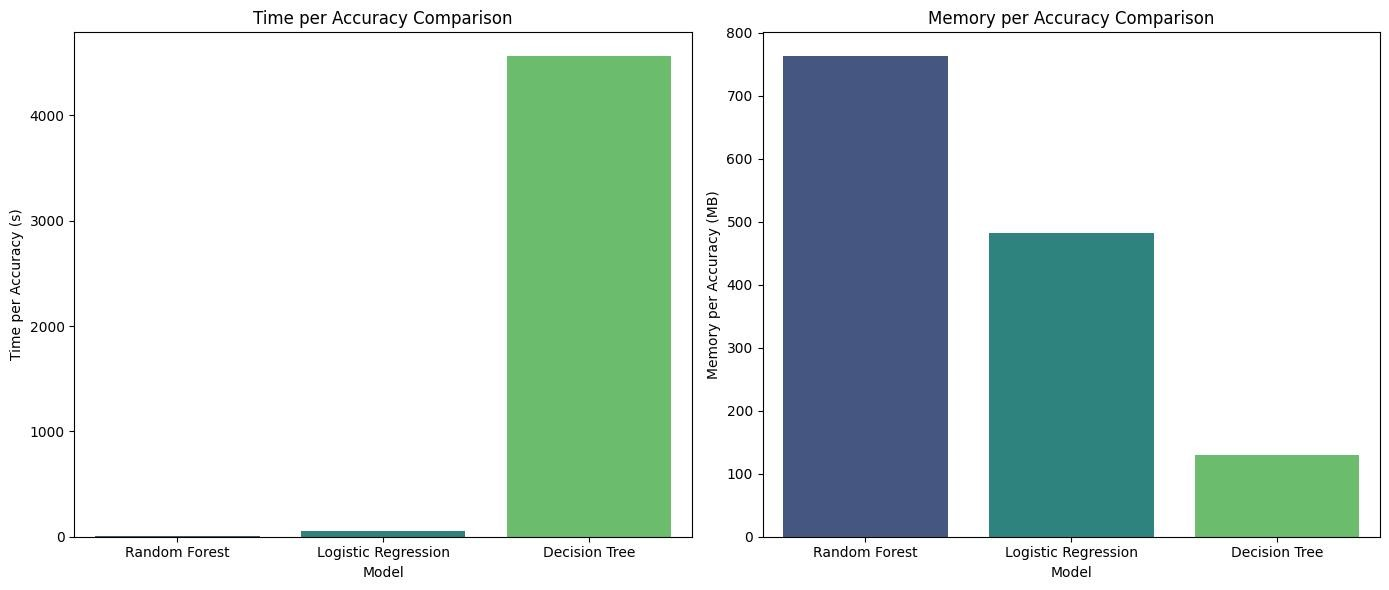 Time per Accuracy Comparison
Time per Accuracy (s)
4000
3000
2000
1000
0
Random Forest
Logistic Regression
Decision Tree
Model
Memory per Accuracy Comparison
Memory per Accuracy (MB)
800
700
600
500
400
300
200
100
0
Random Forest
Logistic Regression
Decision Tree
Model